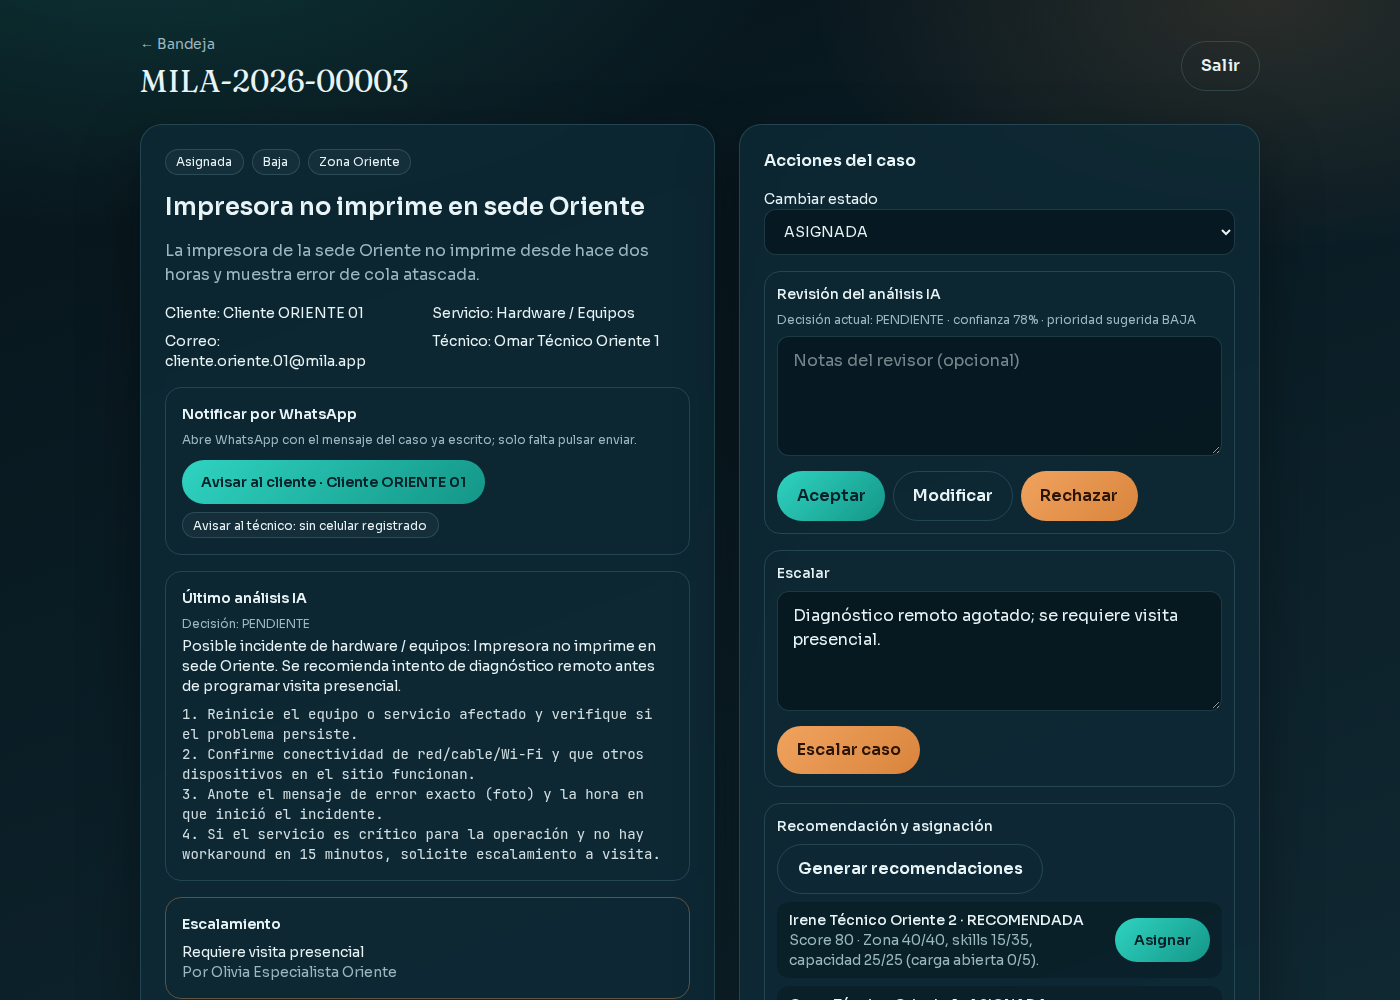 ← Bandeja
MILA-2026-00003
Salir
Asignada
Baja
Zona Oriente
Impresora no imprime en sede Oriente
La impresora de la sede Oriente no imprime desde hace dos
horas y muestra error de cola atascada.
Cliente: Cliente ORIENTE 01
Servicio: Hardware / Equipos
Correo:
cliente.oriente.01@mila.app
Técnico: Omar Técnico Oriente 1
Notificar por WhatsApp
Abre WhatsApp con el mensaje del caso ya escrito; solo falta pulsar enviar.
Avisar al cliente · Cliente ORIENTE 01
Avisar al técnico: sin celular registrado
Último análisis IA
Decisión: PENDIENTE
Posible incidente de hardware / equipos: Impresora no imprime en
sede Oriente. Se recomienda intento de diagnóstico remoto antes
de programar visita presencial.
1. Reinicie el equipo o servicio afectado y verifique si
el problema persiste.
2. Confirme conectividad de red/cable/Wi-Fi y que otros
dispositivos en el sitio funcionan.
3. Anote el mensaje de error exacto (foto) y la hora en
que inició el incidente.
4. Si el servicio es crítico para la operación y no hay
workaround en 15 minutos, solicite escalamiento a visita.
Escalamiento
Requiere visita presencial
Por Olivia Especialista Oriente
Acciones del caso
Cambiar estado
ASIGNADA
Revisión del análisis IA
Decisión actual: PENDIENTE · confianza 78% · prioridad sugerida BAJA
Notas del revisor (opcional)
Aceptar
Modificar
Rechazar
Escalar
Diagnóstico remoto agotado; se requiere visita
presencial.
Escalar caso
Recomendación y asignación
Generar recomendaciones
Irene Técnico Oriente 2 · RECOMENDADA
Score 80 · Zona 40/40, skills 15/35,
capacidad 25/25 (carga abierta 0/5).
Asignar